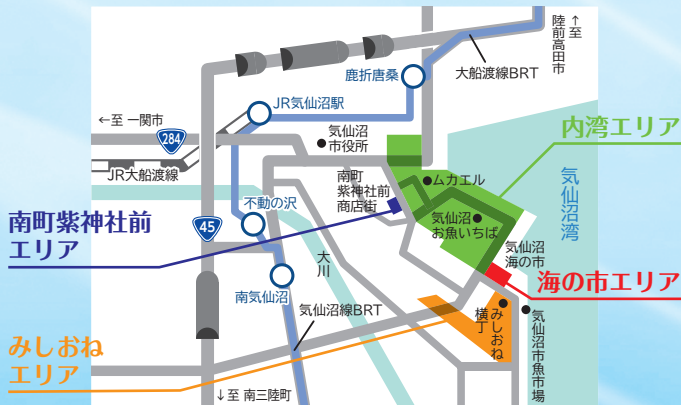 ↑至
陸前高田市
大船渡線BRT
鹿折唐桑
JR気仙沼駅
←至 一関市
284
気仙沼
市役所
JR大船渡線
内湾エリア
ムカエル
南町
紫神社前
商店街
気仙沼
お魚いちば
気仙沼湾
不動の沢
南町紫神社前
エリア
45
大川
気仙沼
海の市
海の市エリア
南気仙沼
気仙沼線BRT
みしおね
横丁
気仙沼市魚市場
みしおね
エリア
↓至 南三陸町